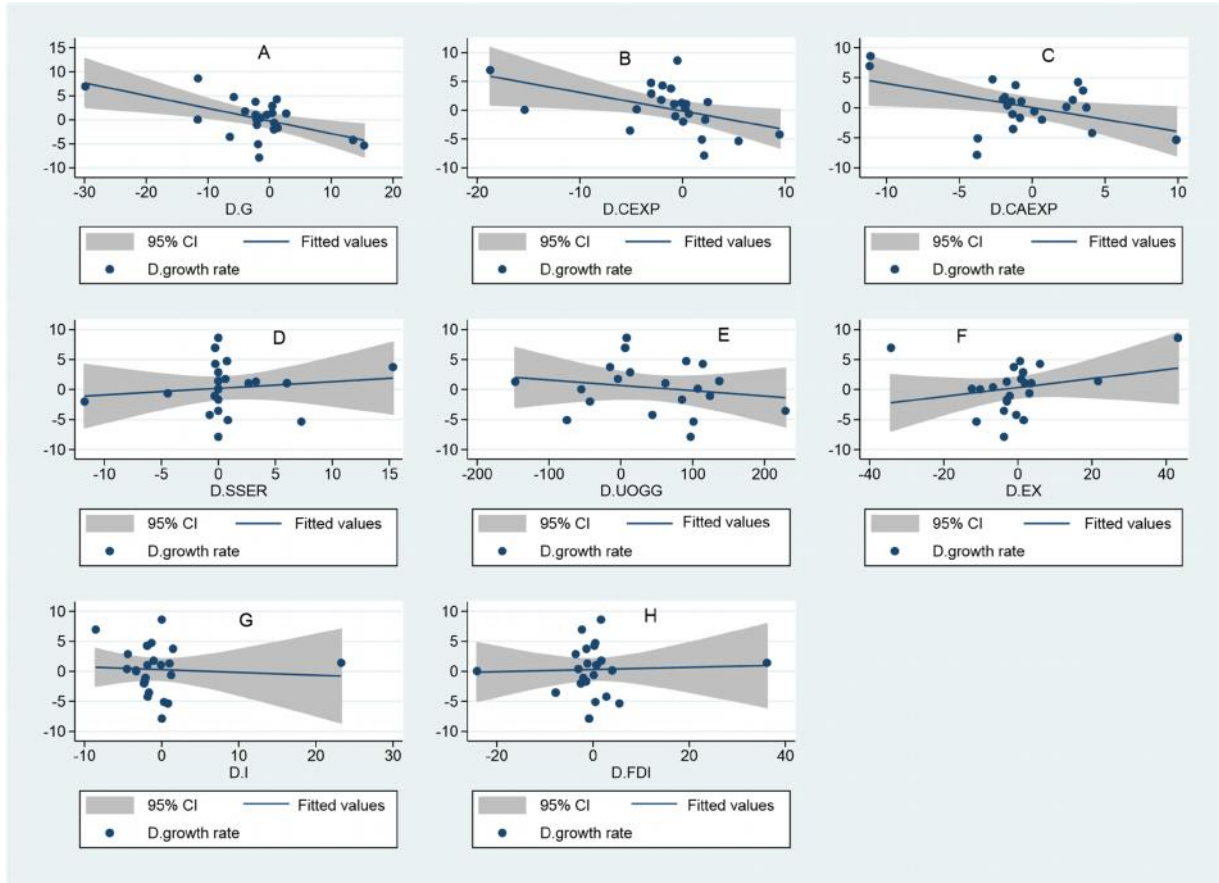 A B C
15
10
5
0
-5
-10
-30 -20 -10 0 10 20
D.G
10
5
0
-5
-10
-20 -10 0 10
D.CEXP
10
5
0
-5
-10
-10 -5 0 5 10
D.CAEXP
95% CI Fitted values
D.growth rate
95% CI Fitted values
D.growth rate
95% CI Fitted values
D.growth rate
D E F
10
5
0
-5
-10
-10 -5 0 5 10 15
D.SSER
10
5
0
-5
-10
-200 -100 0 100 200
D.UOGG
10
5
0
-5
-10
-40 -20 0 20 40
D.EX
95% CI Fitted values
D.growth rate
95% CI Fitted values
D.growth rate
95% CI Fitted values
D.growth rate
G H
10
5
0
-5
-10
-10 0 10 20 30
D.I
10
5
0
-5
-10
-20 0 20 40
D.FDI
95% CI Fitted values
D.growth rate
95% CI Fitted values
D.growth rate